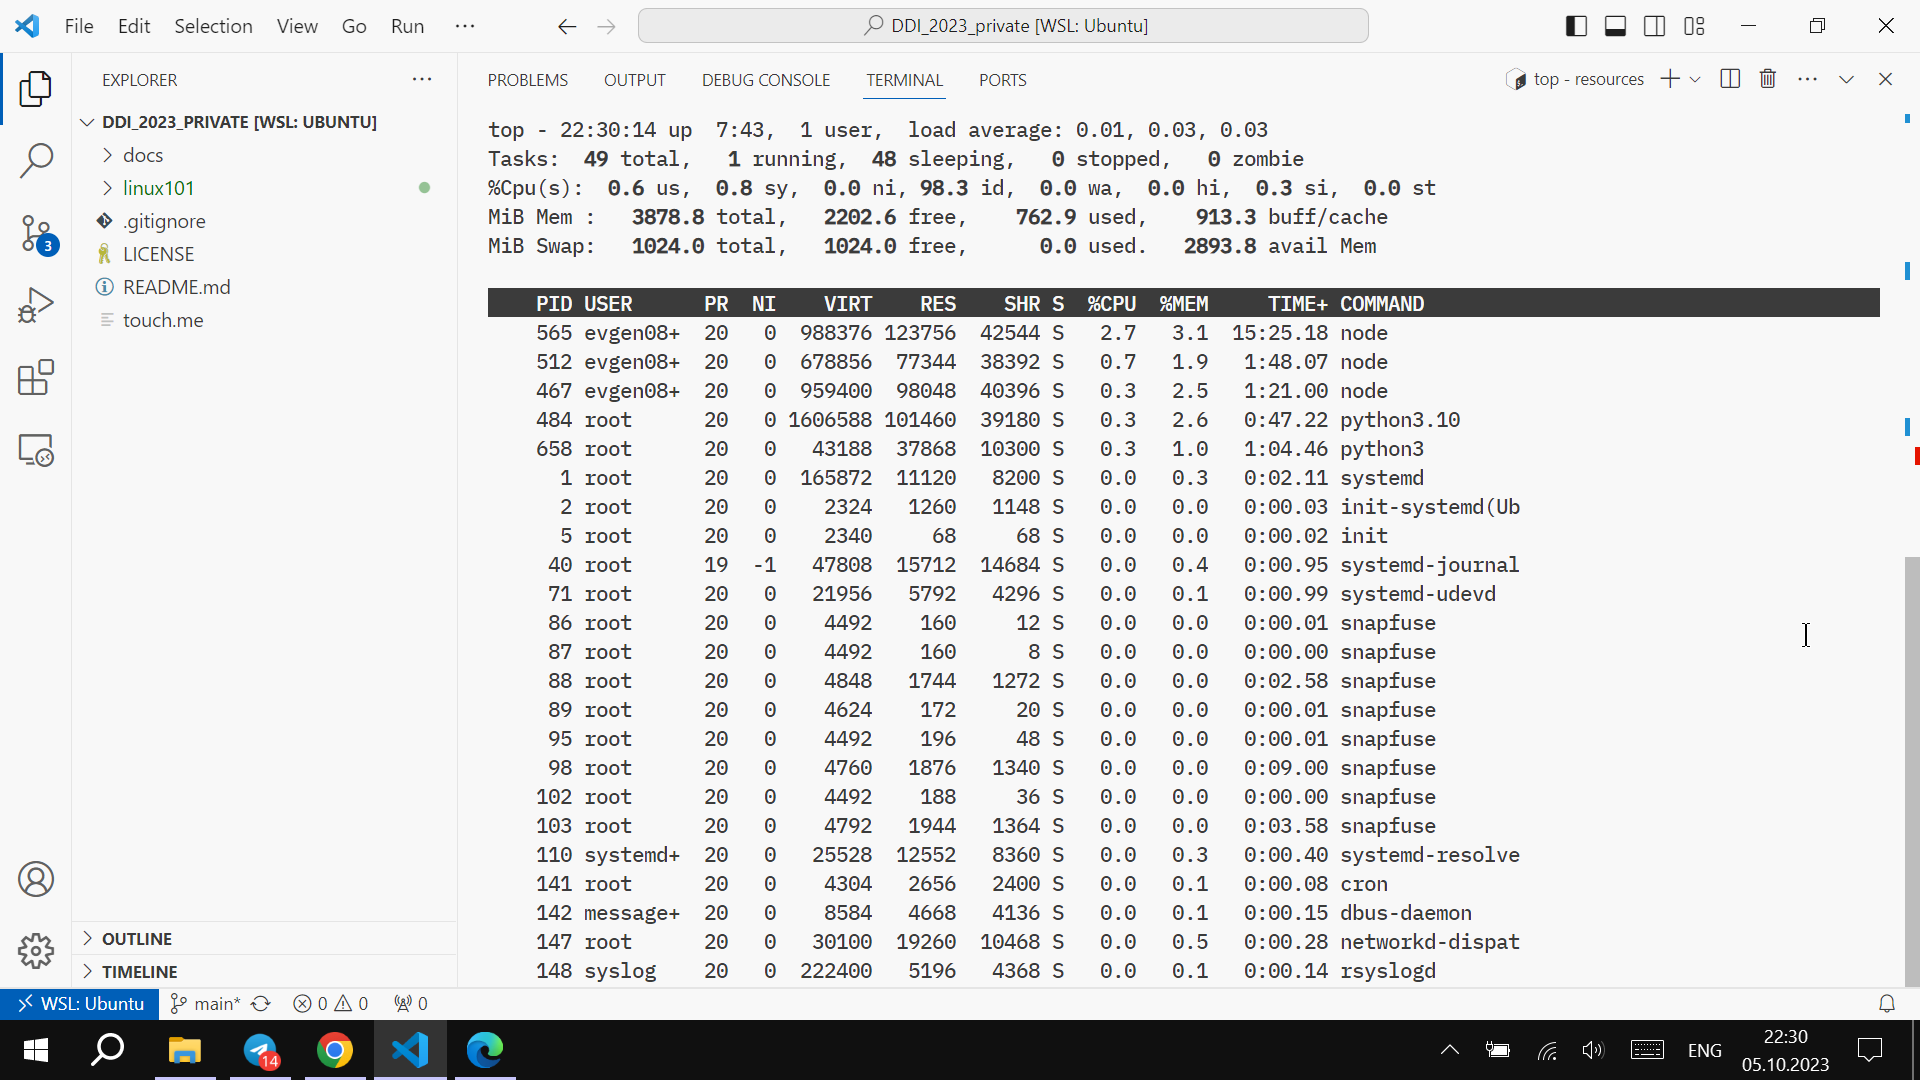 File Edit Selection View Go Run ···
DDI_2023_private [WSL: Ubuntu]
EXPLORER
DDI_2023_PRIVATE [WSL: UBUNTU]
docs
linux101
.gitignore
LICENSE
README.md
touch.me
3
OUTLINE
TIMELINE
PROBLEMS OUTPUT DEBUG CONSOLE TERMINAL PORTS
top - resources
top - 22:30:14 up  7:43,  1 user,  load average: 0.01, 0.03, 0.03
Tasks:  49 total,   1 running,  48 sleeping,   0 stopped,   0 zombie
%Cpu(s):  0.6 us,  0.8 sy,  0.0 ni, 98.3 id,  0.0 wa,  0.0 hi,  0.3 si,  0.0 st
MiB Mem :   3878.8 total,   2202.6 free,    762.9 used,    913.3 buff/cache
MiB Swap:   1024.0 total,   1024.0 free,      0.0 used.   2893.8 avail Mem
PID USER PR NI VIRT RES SHR S %CPU %MEM TIME+ COMMAND
565 evgen08+ 20 0 988376 123756 42544 S 2.7 3.1 15:25.18 node
512 evgen08+ 20 0 678856 77344 38392 S 0.7 1.9 1:48.07 node
467 evgen08+ 20 0 959400 98048 40396 S 0.3 2.5 1:21.00 node
484 root 20 0 1606588 101460 39180 S 0.3 2.6 0:47.22 python3.10
658 root 20 0 43188 37868 10300 S 0.3 1.0 1:04.46 python3
1 root 20 0 165872 11120 8200 S 0.0 0.3 0:02.11 systemd
2 root 20 0 2324 1260 1148 S 0.0 0.0 0:00.03 init-systemd(Ub
5 root 20 0 2340 68 68 S 0.0 0.0 0:00.02 init
40 root 19 -1 47808 15712 14684 S 0.0 0.4 0:00.95 systemd-journal
71 root 20 0 21956 5792 4296 S 0.0 0.1 0:00.99 systemd-udevd
86 root 20 0 4492 160 12 S 0.0 0.0 0:00.01 snapfuse
87 root 20 0 4492 160 8 S 0.0 0.0 0:00.00 snapfuse
88 root 20 0 4848 1744 1272 S 0.0 0.0 0:02.58 snapfuse
89 root 20 0 4624 172 20 S 0.0 0.0 0:00.01 snapfuse
95 root 20 0 4492 196 48 S 0.0 0.0 0:00.01 snapfuse
98 root 20 0 4760 1876 1340 S 0.0 0.0 0:09.00 snapfuse
102 root 20 0 4492 188 36 S 0.0 0.0 0:00.00 snapfuse
103 root 20 0 4792 1944 1364 S 0.0 0.0 0:03.58 snapfuse
110 systemd+ 20 0 25528 12552 8360 S 0.0 0.3 0:00.40 systemd-resolve
141 root 20 0 4304 2656 2400 S 0.0 0.1 0:00.08 cron
142 message+ 20 0 8584 4668 4136 S 0.0 0.1 0:00.15 dbus-daemon
147 root 20 0 30100 19260 10468 S 0.0 0.5 0:00.28 networkd-dispat
148 syslog 20 0 222400 5196 4368 S 0.0 0.1 0:00.14 rsyslogd
WSL: Ubuntu main* 0 0 0
14
ENG
22:30
05.10.2023